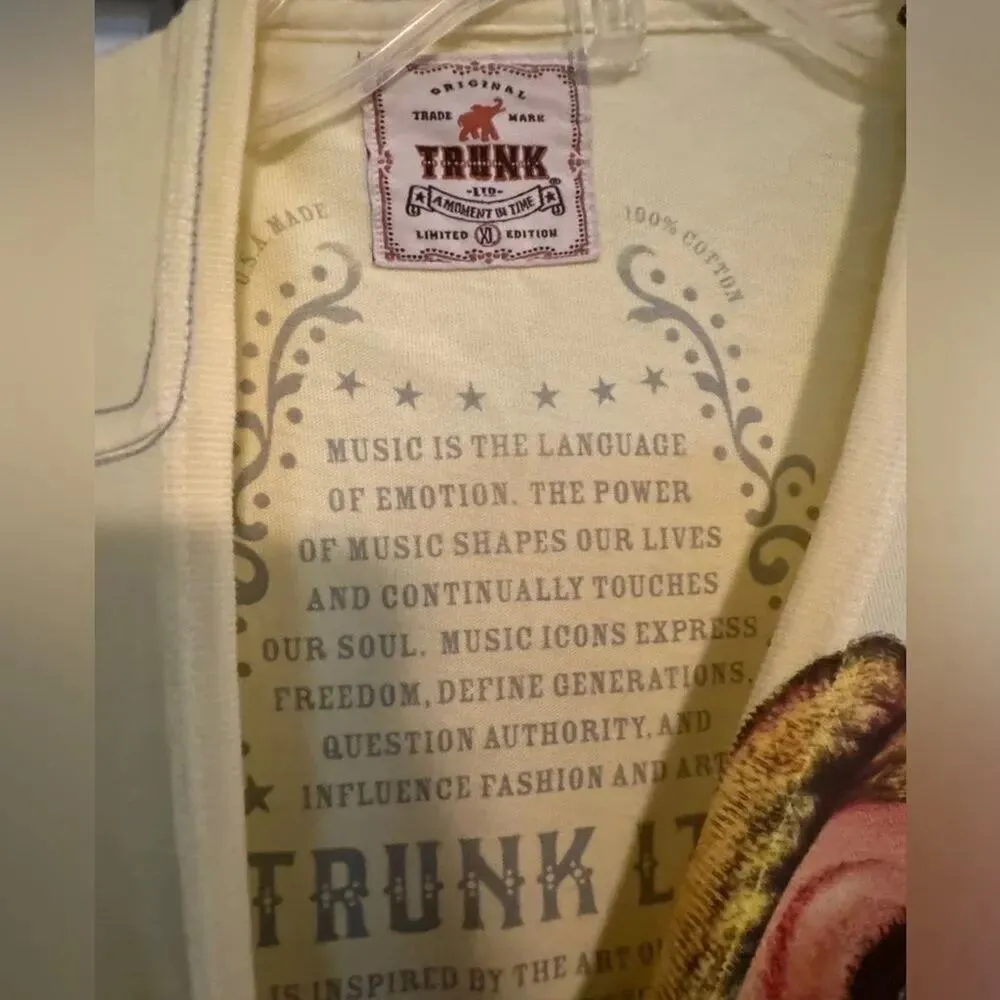 ORIGINAL
TRADE MARK
TRUNK
-LTD-
A MOMENT IN TIME
LIMITED XL EDITION
U.S.A. MADE
100% COTTON
MUSIC IS THE LANGUAGE
OF EMOTION. THE POWER
OF MUSIC SHAPES OUR LIVES
AND CONTINUALLY TOUCHES
OUR SOUL. MUSIC ICONS EXPRESS
FREEDOM, DEFINE GENERATIONS,
QUESTION AUTHORITY, AND
INFLUENCE FASHION AND ART
TRUNK LT
IS INSPIRED BY THE ART O